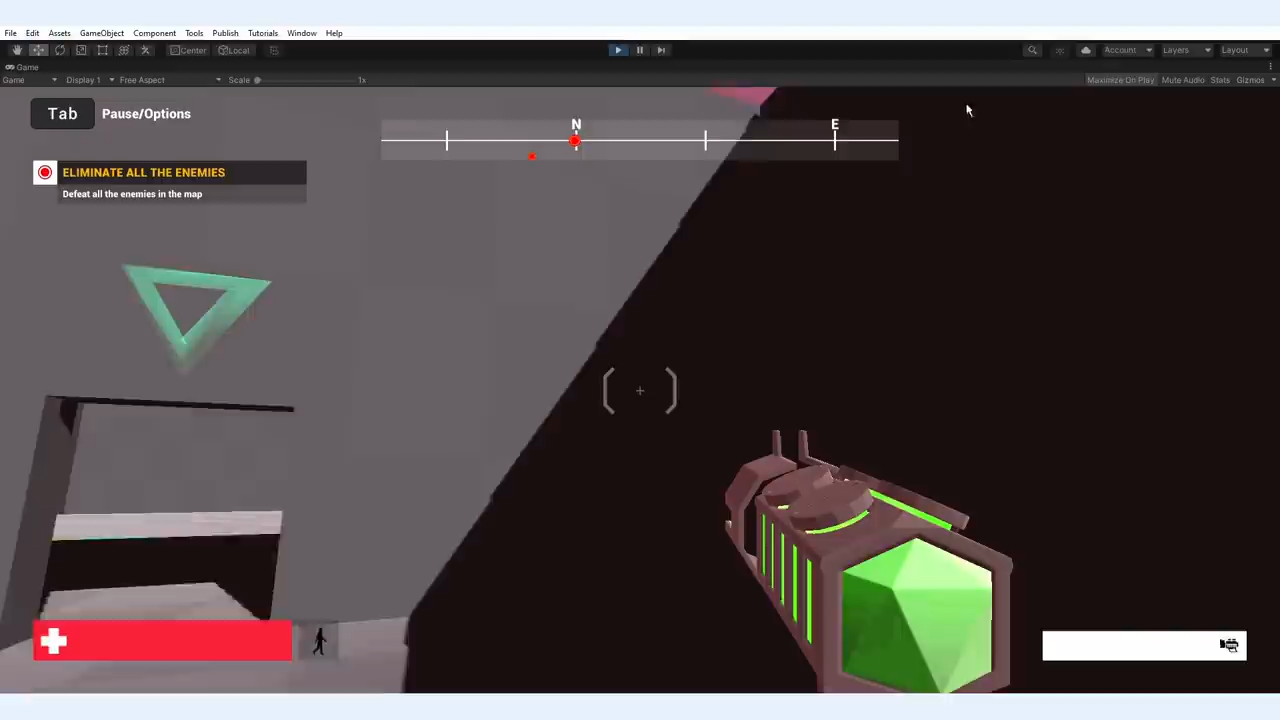 File Edit Assets GameObject Component Tools Publish Tutorials Window Help
Center Local Account Layers Layout
Game
Game Display 1 Free Aspect Scale 1x Maximize On Play Mute Audio Stats Gizmos
Tab Pause/Options
N E
ELIMINATE ALL THE ENEMIES
Defeat all the enemies in the map